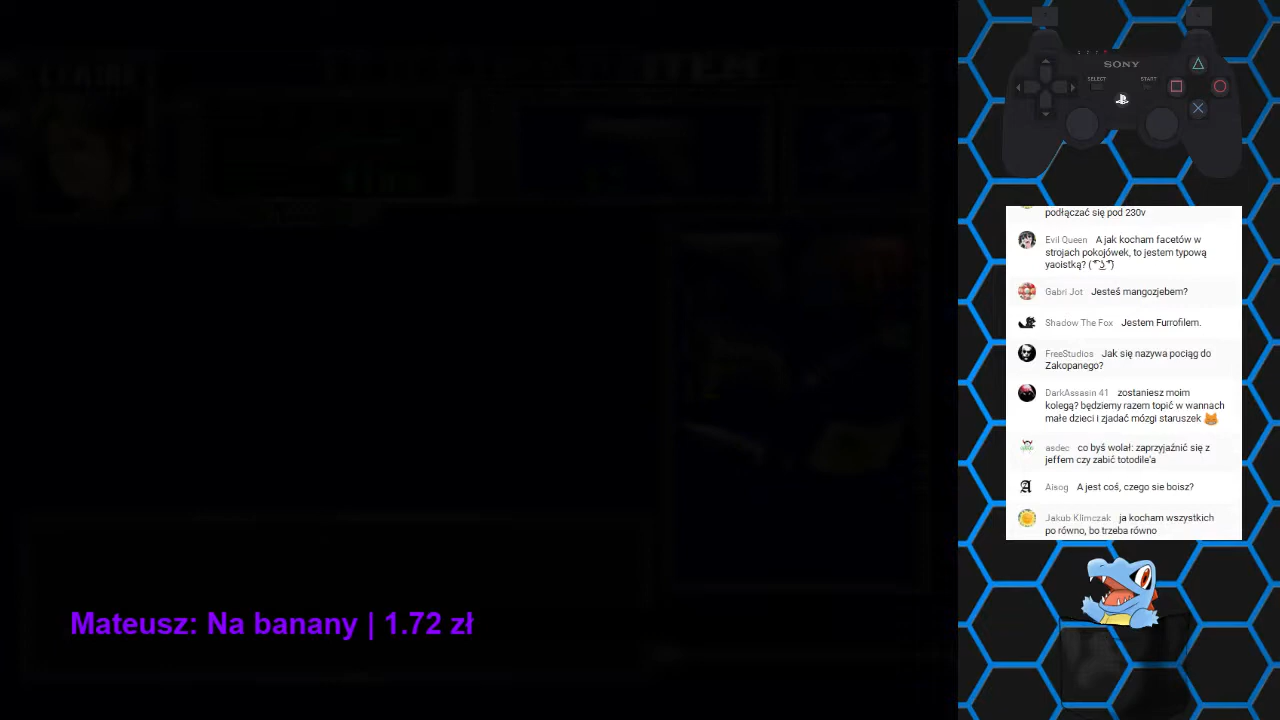 CLAIRE
ITEM
SONY
SELECT
START
podłączać się pod 230v
Evil Queen A jak kocham facetów w
strojach pokojówek, to jestem typową
yaoistką? ( ͡° ͜ʖ ͡°)
Gabri Jot Jesteś mangozjebem?
Shadow The Fox Jestem Furrofilem.
FreeStudios Jak się nazywa pociąg do
Zakopanego?
DarkAssasin 41 zostaniesz moim
kolegą? będziemy razem topić w wannach
małe dzieci i zjadać mózgi staruszek
asdec co byś wolał: zaprzyjaźnić się z
jeffem czy zabić totodile'a
Aisog A jest coś, czego sie boisz?
Jakub Klimczak ja kocham wszystkich
po równo, bo trzeba równo
Mateusz: Na banany | 1.72 zł